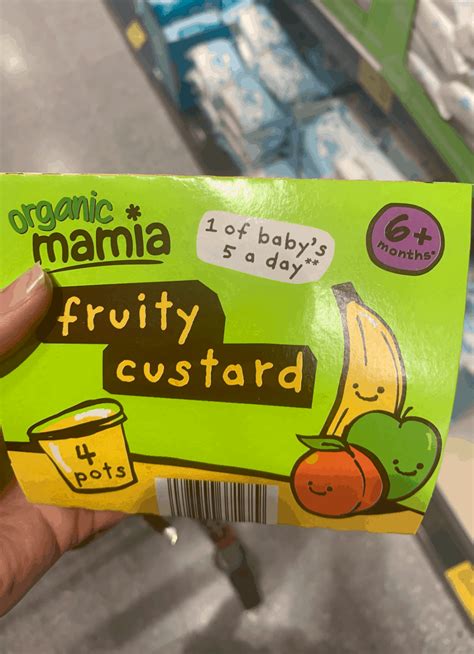 organic
mamia*
1 of baby's
5 a day**
6+
months*
fruity
custard
4
pots